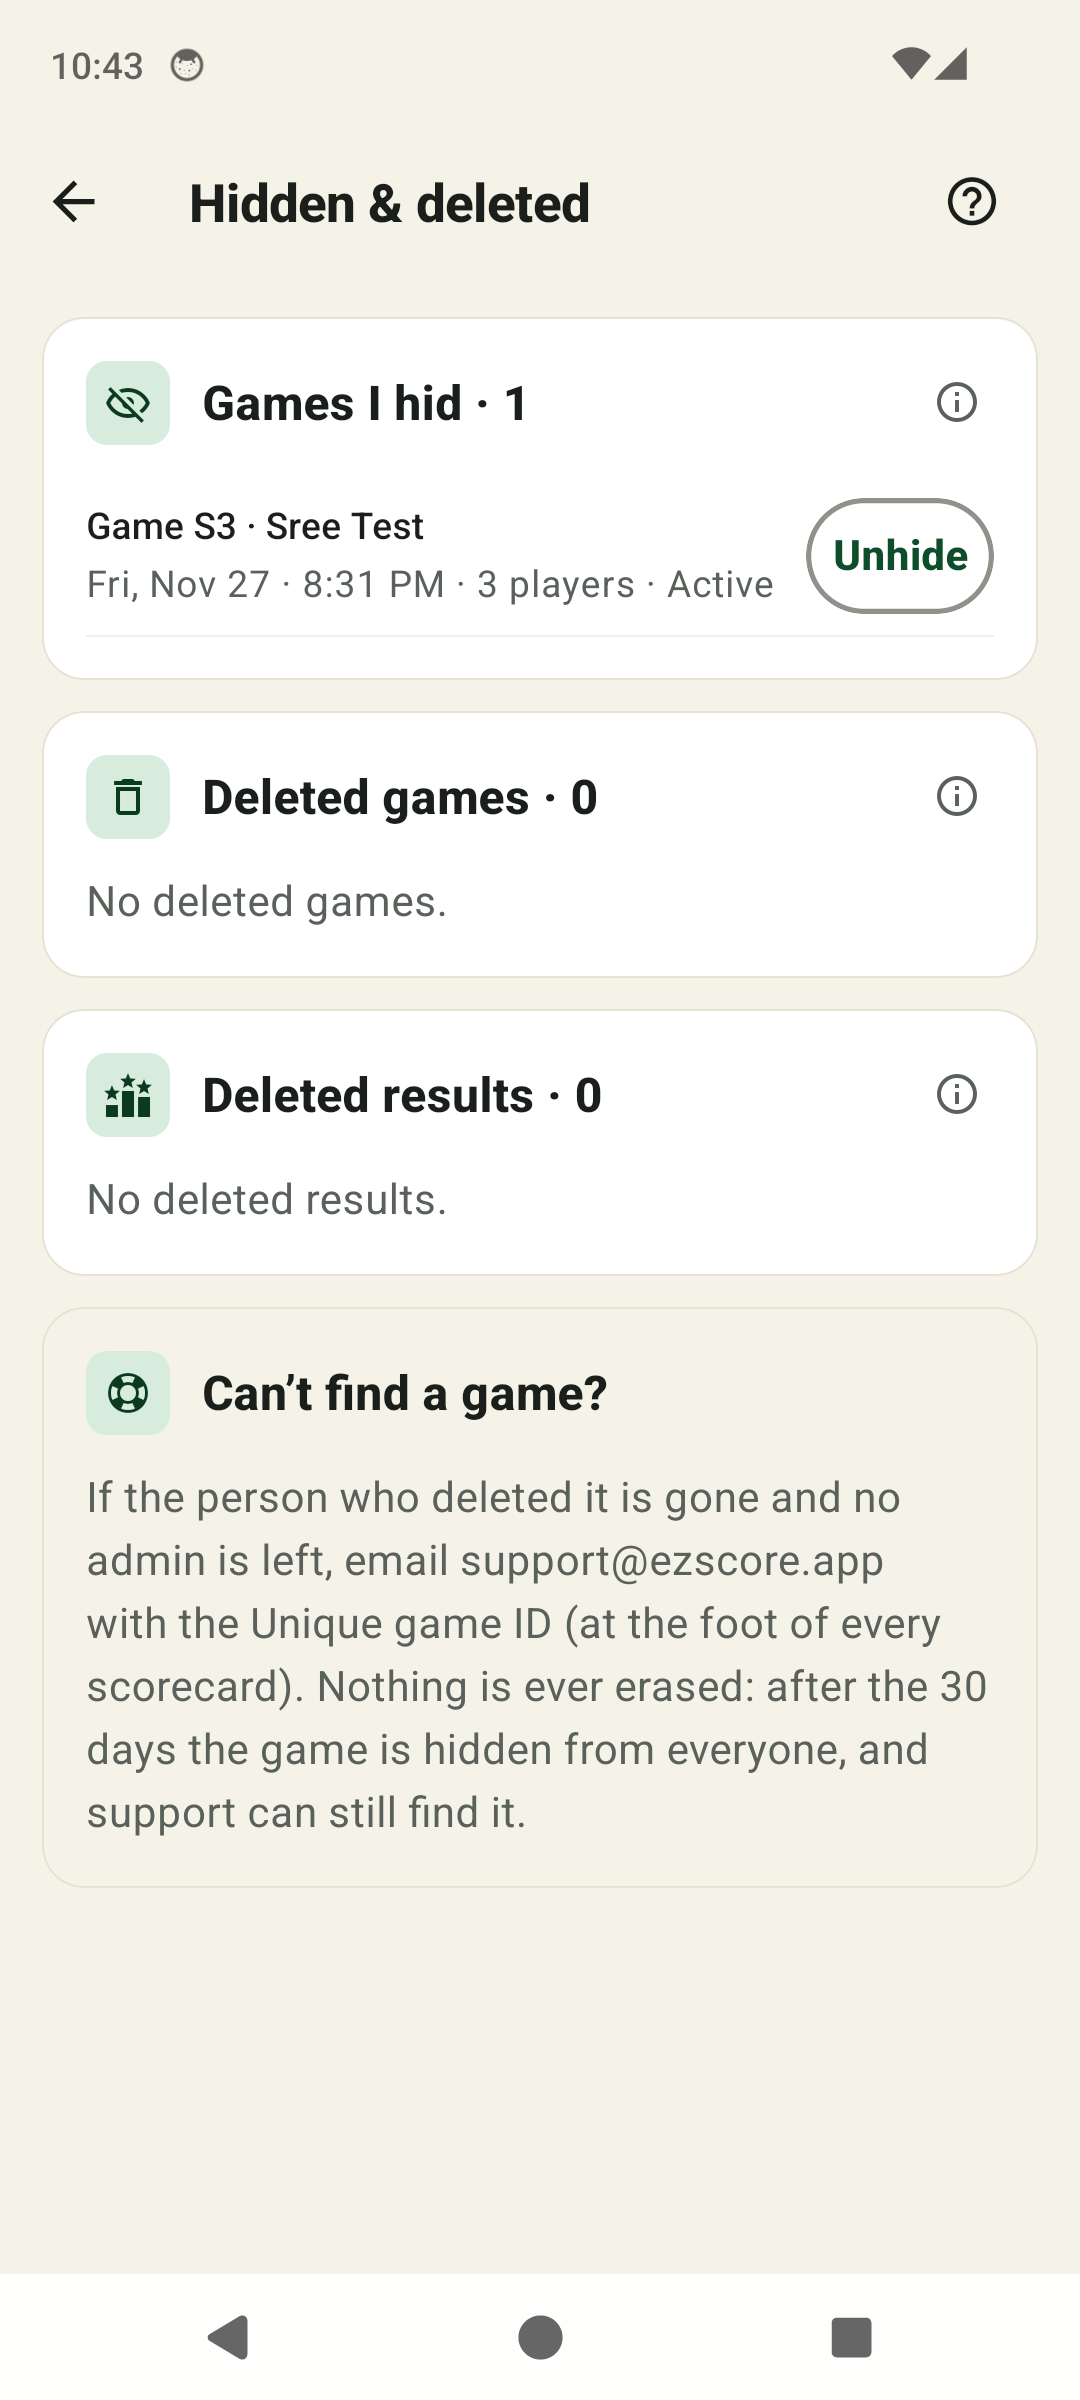 10:43
Hidden & deleted
Games I hid · 1
Game S3 · Sree Test
Fri, Nov 27 · 8:31 PM · 3 players · Active
Unhide
Deleted games · 0
No deleted games.
Deleted results · 0
No deleted results.
Can’t find a game?
If the person who deleted it is gone and no
admin is left, email support@ezscore.app
with the Unique game ID (at the foot of every
scorecard). Nothing is ever erased: after the 30
days the game is hidden from everyone, and
support can still find it.